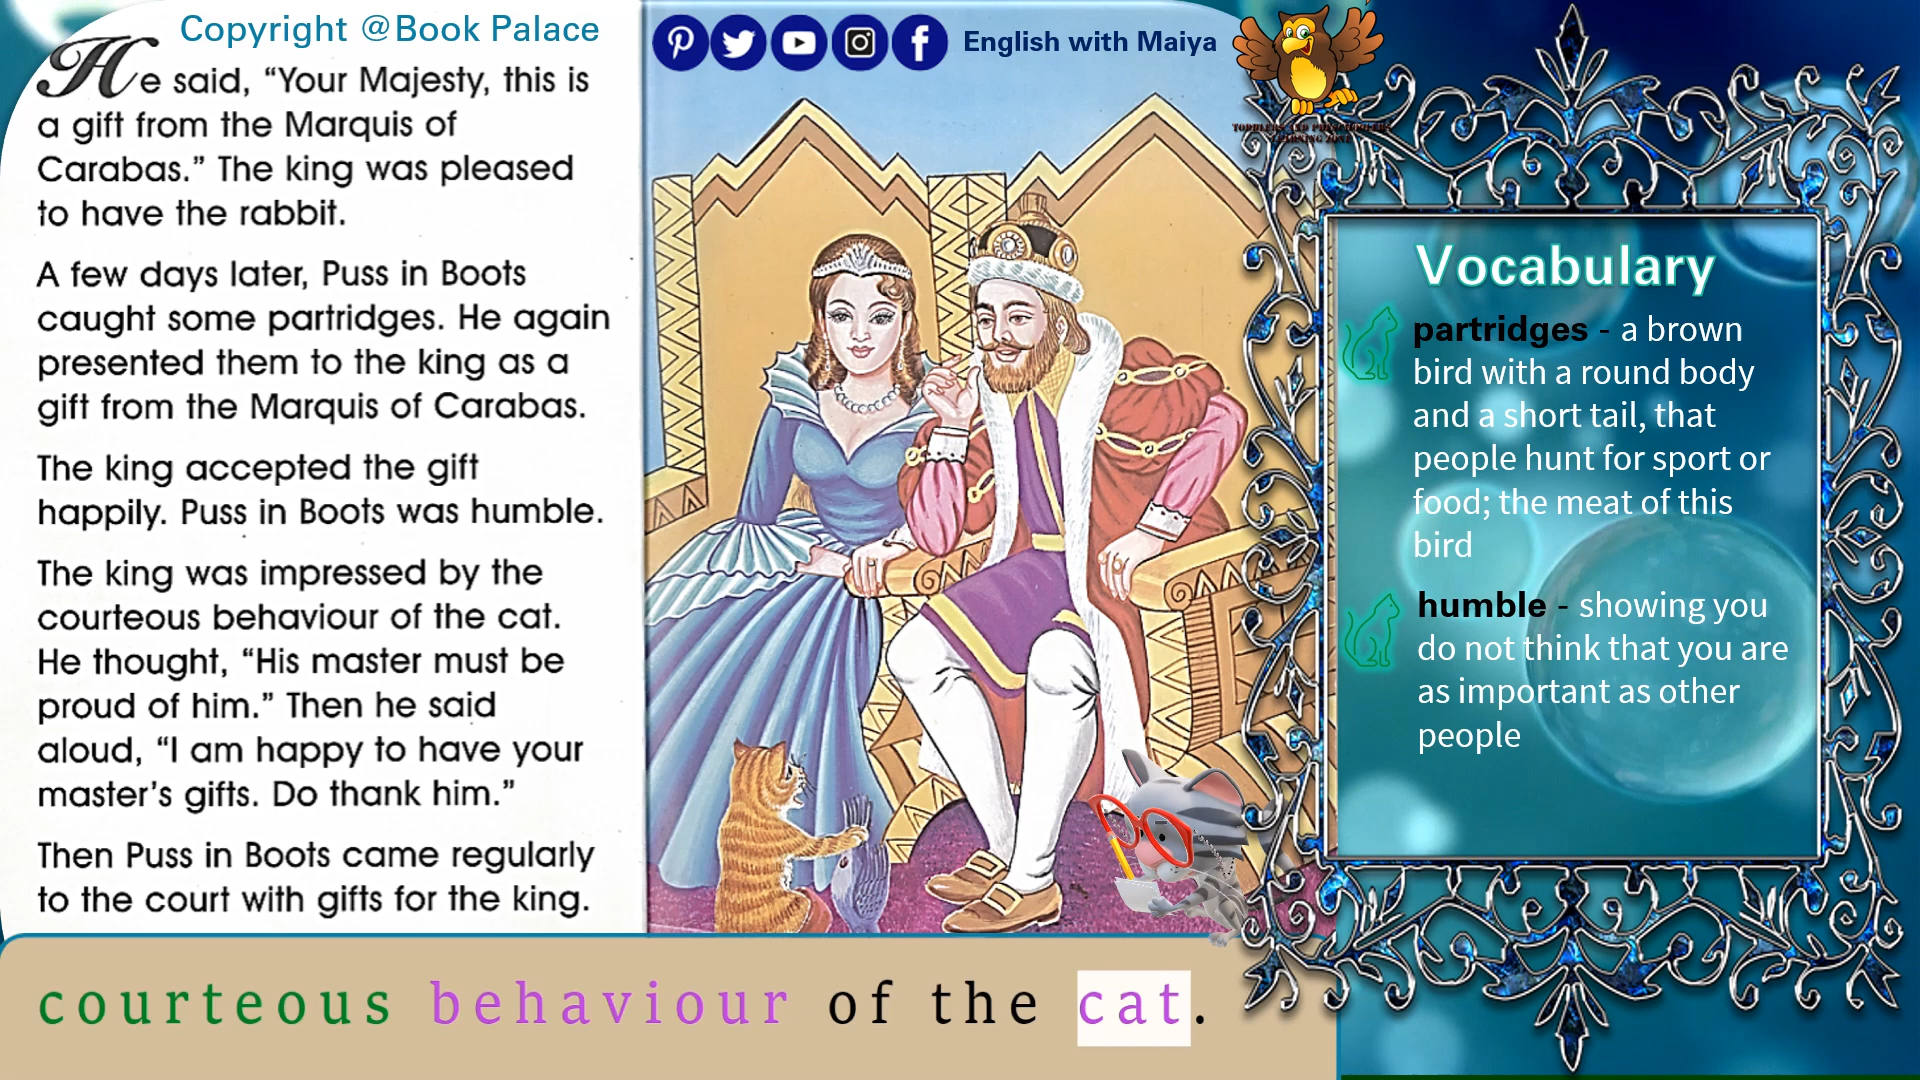 Copyright @Book Palace
He said, “Your Majesty, this is
a gift from the Marquis of
Carabas.” The king was pleased
to have the rabbit.
A few days later, Puss in Boots
caught some partridges. He again
presented them to the king as a
gift from the Marquis of Carabas.
The king accepted the gift
happily. Puss in Boots was humble.
The king was impressed by the
courteous behaviour of the cat.
He thought, “His master must be
proud of him.” Then he said
aloud, “I am happy to have your
master’s gifts. Do thank him.”
Then Puss in Boots came regularly
to the court with gifts for the king.
English with Maiya
TODDLERS AND PRESCHOOLERS
LEARNING ZONE
Vocabulary
partridges - a brown
bird with a round body
and a short tail, that
people hunt for sport or
food; the meat of this
bird
humble - showing you
do not think that you are
as important as other
people
courteous behaviour of the cat.